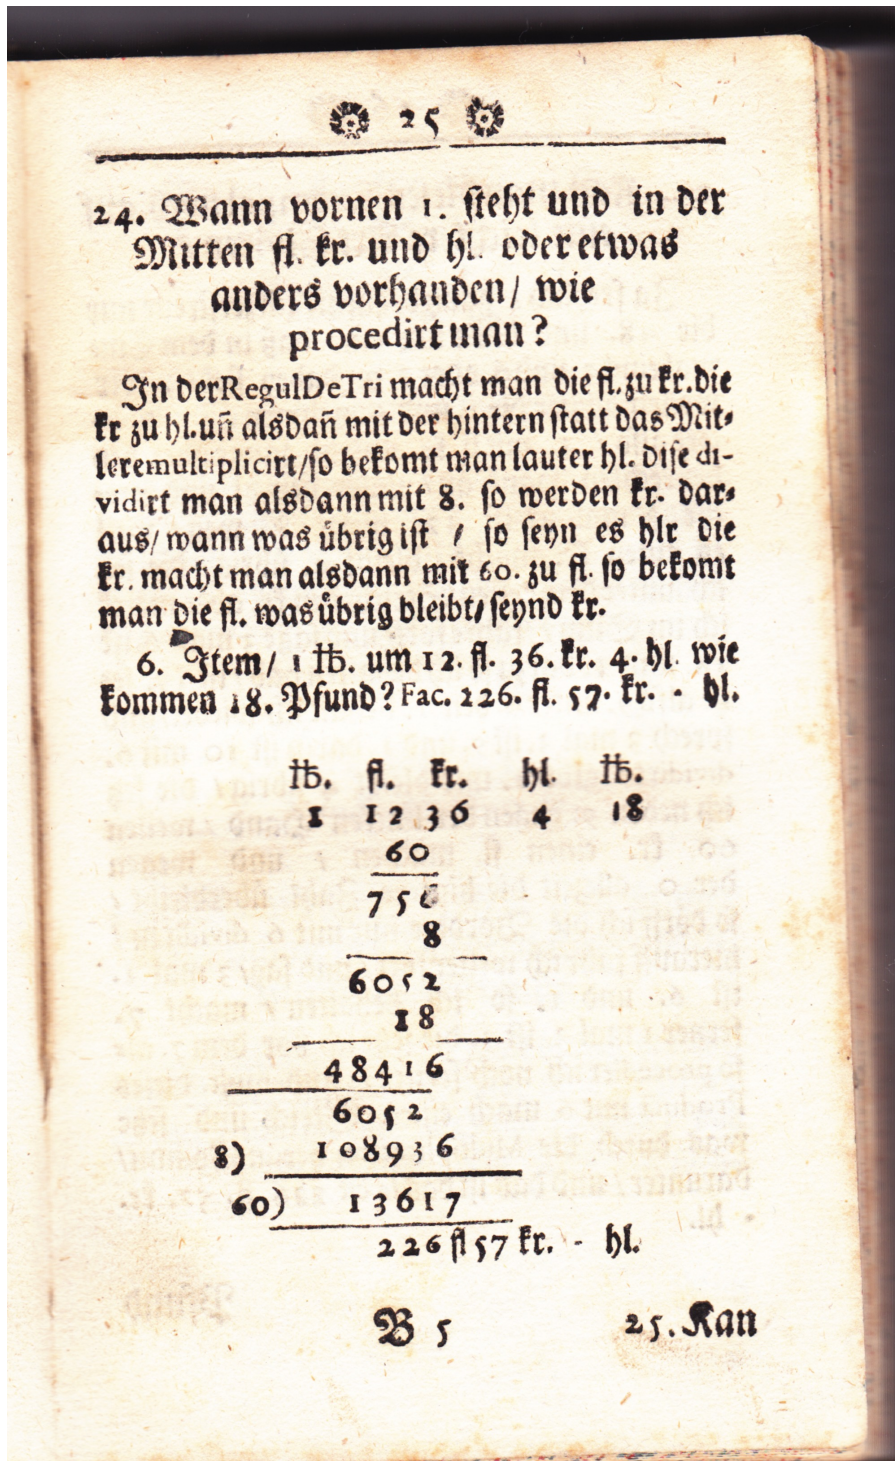 25
24. Wann vornen 1. steht und in der
Mitten fl. kr. und hl. oder etwas
anders vorhanden / wie
procedirt man?
In der Regul De Tri macht man die fl. zu kr. die
kr zu hl. uñ alsdañ mit der hintern statt das Mit⸗
lere multiplicirt / so bekomt man lauter hl. dise di-
vidirt man alsdann mit 8. so werden kr. dar⸗
aus / wann was übrig ist / so seyn es hlr die
kr. macht man alsdann mit 60. zu fl. so bekomt
man die fl. was übrig bleibt / seynd kr.
6. Item / 1 ℔. um 12. fl. 36. kr. 4. hl. wie
kommen 18. Pfund? Fac. 226. fl. 57. kr. - hl.
℔. fl. kr. hl. ℔.
1 12 36 4 18
60
756
8
6052
18
48416
6052
8) 108936
60) 13617
226 fl 57 kr. - hl.
B 5 25. Kan